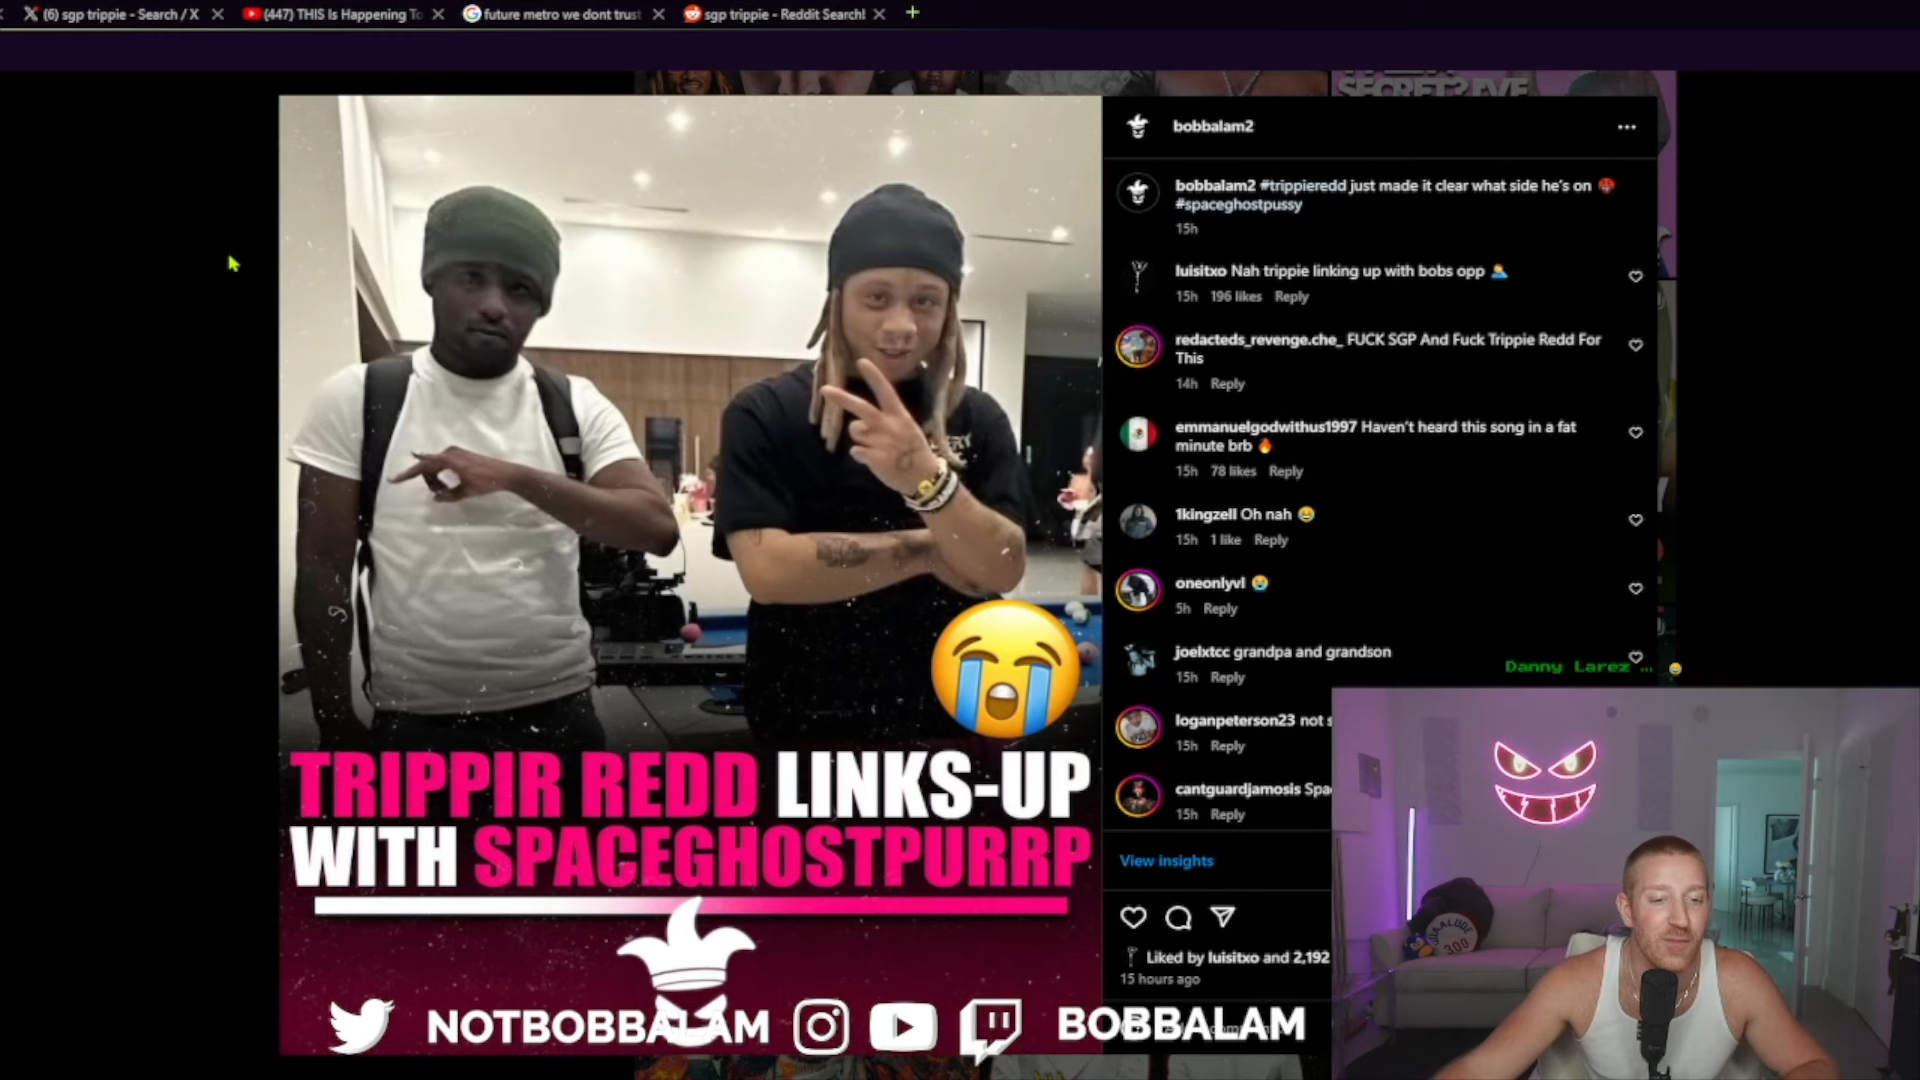 (6) sgp trippie - Search / X
(447) THIS Is Happening To
future metro we dont trust
sgp trippie - Reddit Search!
bobbalam2
bobbalam2 #trippieredd just made it clear what side he's on
#spaceghostpussy
15h
luisitxo Nah trippie linking up with bobs opp
15h 196 likes Reply
redacteds_revenge.che_ FUCK SGP And Fuck Trippie Redd For
This
14h Reply
emmanuelgodwithus1997 Haven't heard this song in a fat
minute brb
15h 78 likes Reply
1kingzell Oh nah
15h 1 like Reply
oneonlyvl
5h Reply
joelxtcc grandpa and grandson
15h Reply
Danny Larez ...
loganpeterson23 not s
15h Reply
cantguardjamosis Spa
15h Reply
View insights
Liked by luisitxo and 2,192
15 hours ago
TRIPPIR REDD LINKS-UP
WITH SPACEGHOSTPURRP
NOTBOBBALAM
BOBBALAM
300